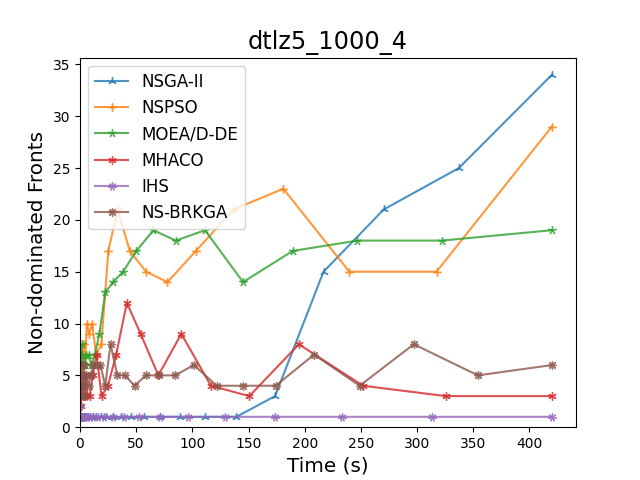 dtlz5_1000_4
35
30
25
20
15
10
5
0
Non-dominated Fronts
NSGA-II
NSPSO
MOEA/D-DE
MHACO
IHS
NS-BRKGA
0 50 100 150 200 250 300 350 400
Time (s)